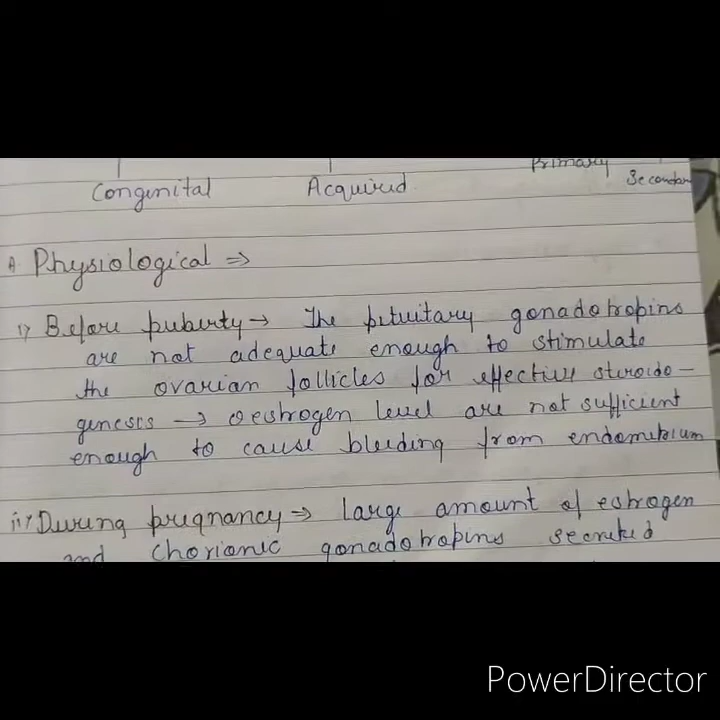 Primary
Secondar
Congenital Acquired
A. Physiological ⇒
i) Before puberty → The pituitary gonadotropins
are not adequate enough to stimulate
the ovarian follicles for effective steroido-
genesis → oestrogen level are not sufficient
enough to cause bleeding from endometrium
ii) During pregnancy ⇒ Large amount of estrogen
and chorionic gonadotropins secreted
PowerDirector